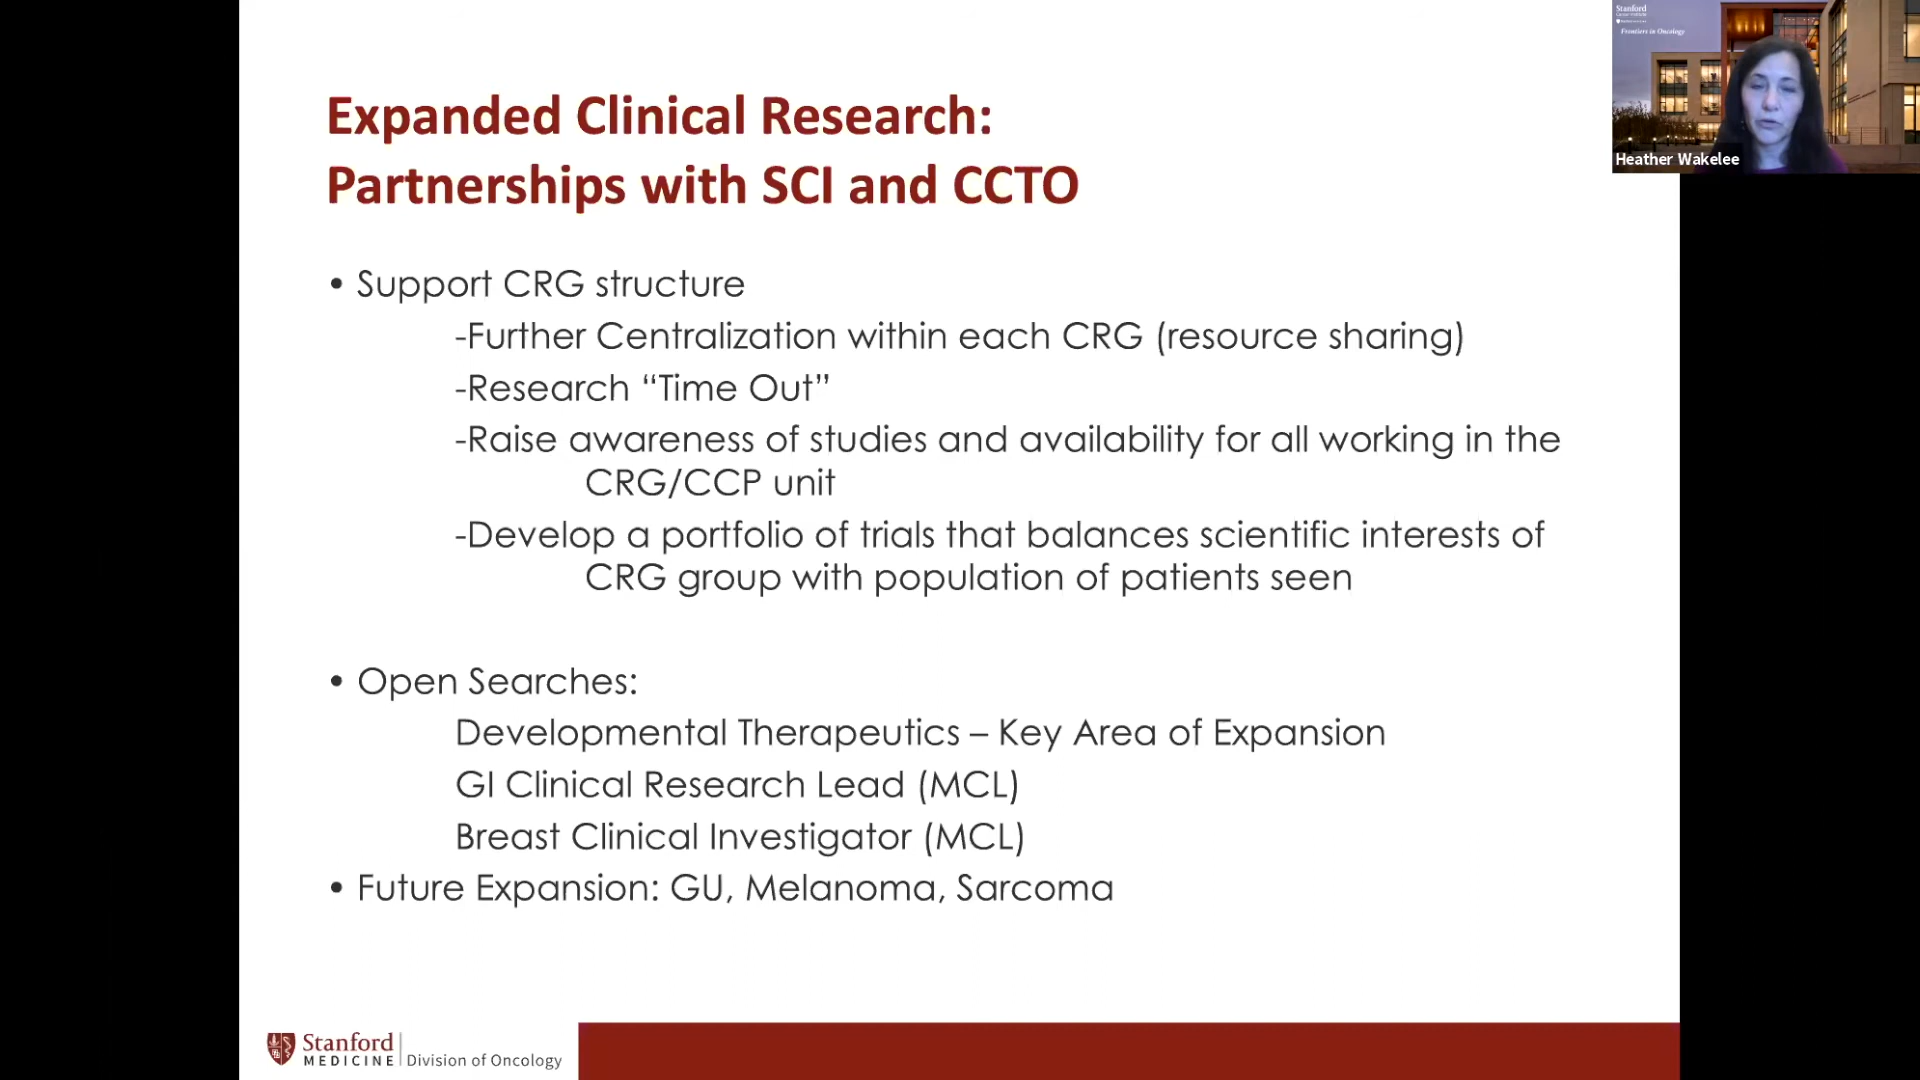 Expanded Clinical Research:
Partnerships with SCI and CCTO
• Support CRG structure
-Further Centralization within each CRG (resource sharing)
-Research “Time Out”
-Raise awareness of studies and availability for all working in the
CRG/CCP unit
-Develop a portfolio of trials that balances scientific interests of
CRG group with population of patients seen
• Open Searches:
Developmental Therapeutics – Key Area of Expansion
GI Clinical Research Lead (MCL)
Breast Clinical Investigator (MCL)
• Future Expansion: GU, Melanoma, Sarcoma
Stanford
MEDICINE
Division of Oncology
Stanford
Frontiers in Oncology
Heather Wakelee